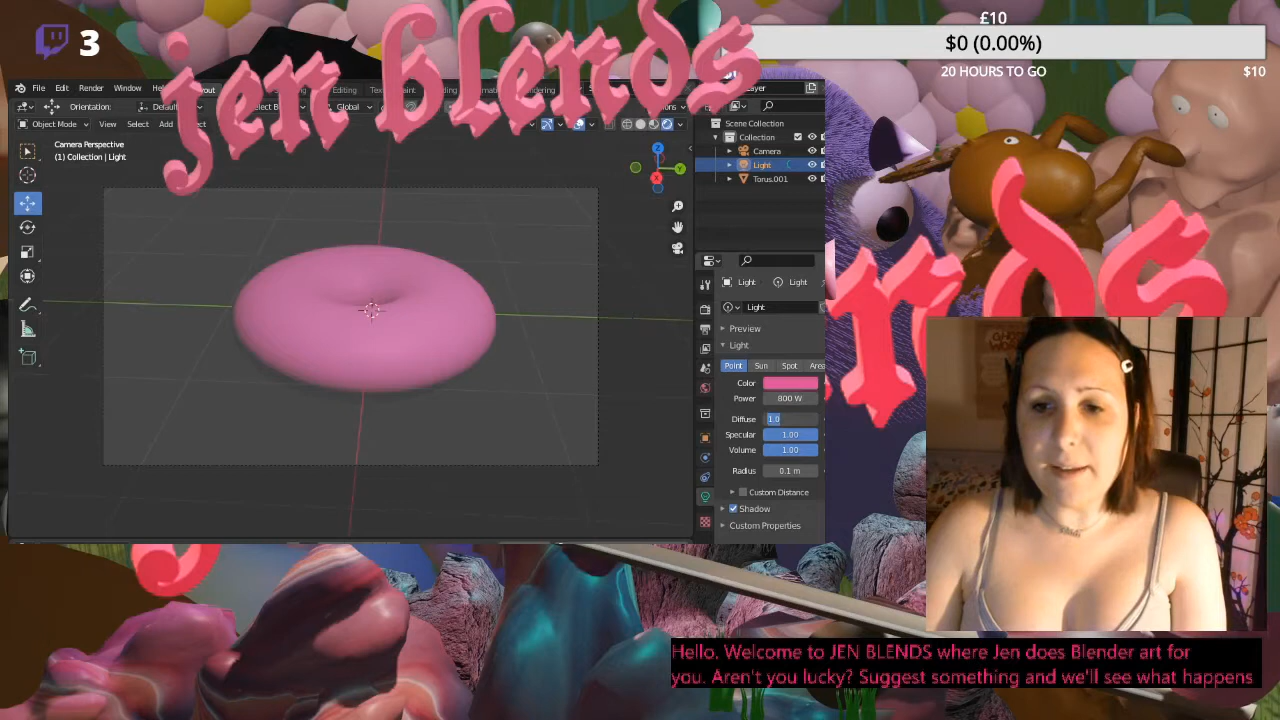 3
jen blends
£10
$0 (0.00%)
20 HOURS TO GO
$10
File Edit Render Window
Orientation: Global
Object Mode View Select Add
Camera Perspective
(1) Collection | Light
X
Y
Z
Scene Collection
Collection
Camera
Light
Torus.001
Light Light
Light
Preview
Light
Point Sun Spot
Color
Power 800 W
Diffuse 1.0
Specular 1.00
Volume 1.00
Radius 0.1 m
Custom Distance
Shadow
Custom Properties
Hello. Welcome to JEN BLENDS where Jen does Blender art for
you. Aren't you lucky? Suggest something and we'll see what happens